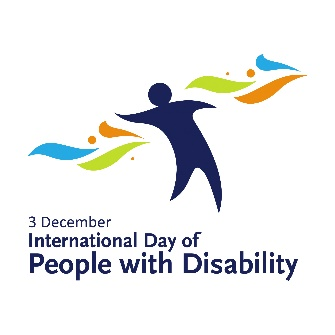 3 December
International Day of
People with Disability